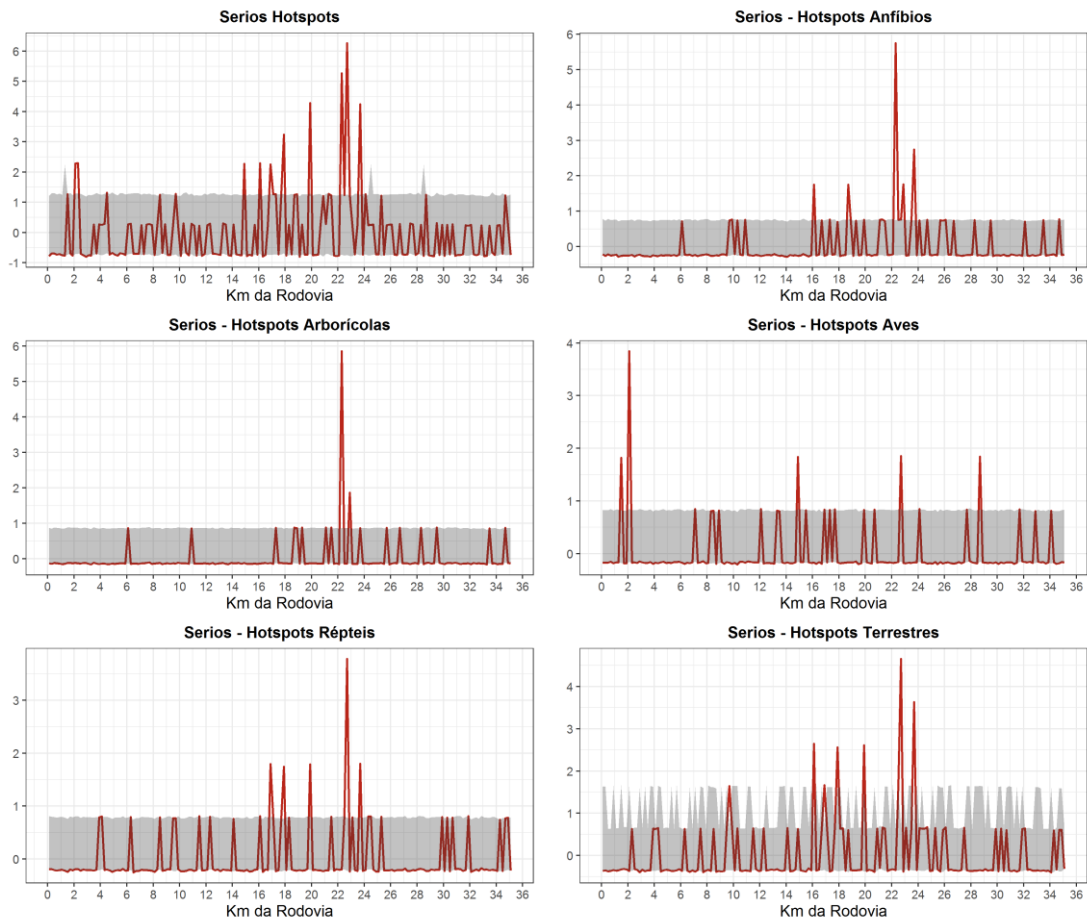 Serios Hotspots
6
5
4
3
2
1
0
-1
0 2 4 6 8 10 12 14 16 18 20 22 24 26 28 30 32 34 36
Km da Rodovia
Serios - Hotspots Anfíbios
6
5
4
3
2
1
0
0 2 4 6 8 10 12 14 16 18 20 22 24 26 28 30 32 34 36
Km da Rodovia
Serios - Hotspots Arborícolas
6
5
4
3
2
1
0
0 2 4 6 8 10 12 14 16 18 20 22 24 26 28 30 32 34 36
Km da Rodovia
Serios - Hotspots Aves
4
3
2
1
0
0 2 4 6 8 10 12 14 16 18 20 22 24 26 28 30 32 34 36
Km da Rodovia
Serios - Hotspots Répteis
3
2
1
0
0 2 4 6 8 10 12 14 16 18 20 22 24 26 28 30 32 34 36
Km da Rodovia
Serios - Hotspots Terrestres
4
3
2
1
0
0 2 4 6 8 10 12 14 16 18 20 22 24 26 28 30 32 34 36
Km da Rodovia